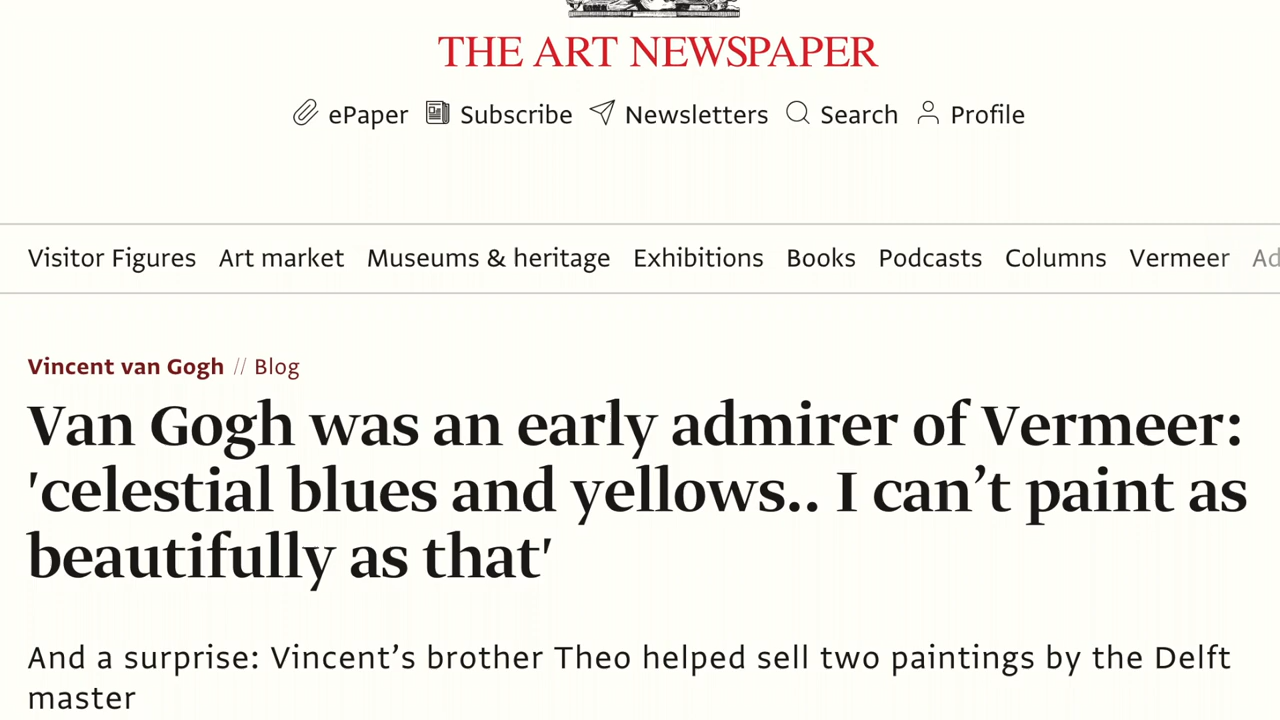 THE ART NEWSPAPER
ePaper Subscribe Newsletters Search Profile
Visitor Figures Art market Museums & heritage Exhibitions Books Podcasts Columns Vermeer Ad
Vincent van Gogh // Blog
Van Gogh was an early admirer of Vermeer:
'celestial blues and yellows.. I can’t paint as
beautifully as that'
And a surprise: Vincent’s brother Theo helped sell two paintings by the Delft
master